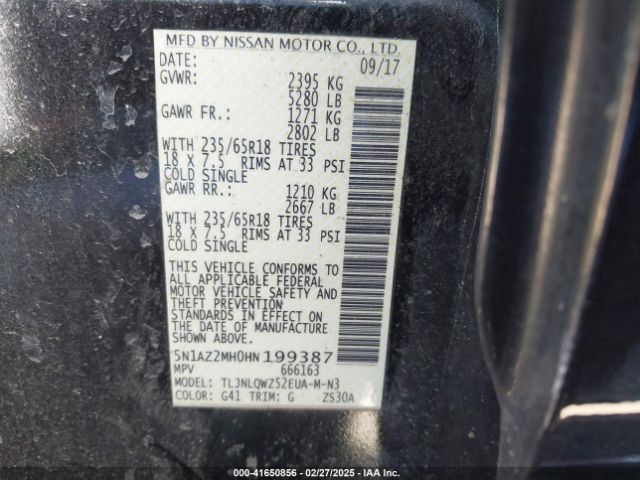 MFD BY NISSAN MOTOR CO., LTD.
DATE: 09/17
GVWR: 2395 KG
5280 LB
GAWR FR.: 1271 KG
2802 LB
WITH 235/65R18 TIRES
18 X 7.5 RIMS AT 33 PSI
COLD SINGLE
GAWR RR.: 1210 KG
2667 LB
WITH 235/65R18 TIRES
18 X 7.5 RIMS AT 33 PSI
COLD SINGLE
THIS VEHICLE CONFORMS TO
ALL APPLICABLE FEDERAL
MOTOR VEHICLE SAFETY AND
THEFT PREVENTION
STANDARDS IN EFFECT ON
THE DATE OF MANUFACTURE
SHOWN ABOVE.
5N1AZ2MH0HN199387
MPV 666163
MODEL: TLJNLQWZ52EUA-M-N3
COLOR: G41 TRIM: G ZS30A
000-41650856 - 02/27/2025 - IAA Inc.